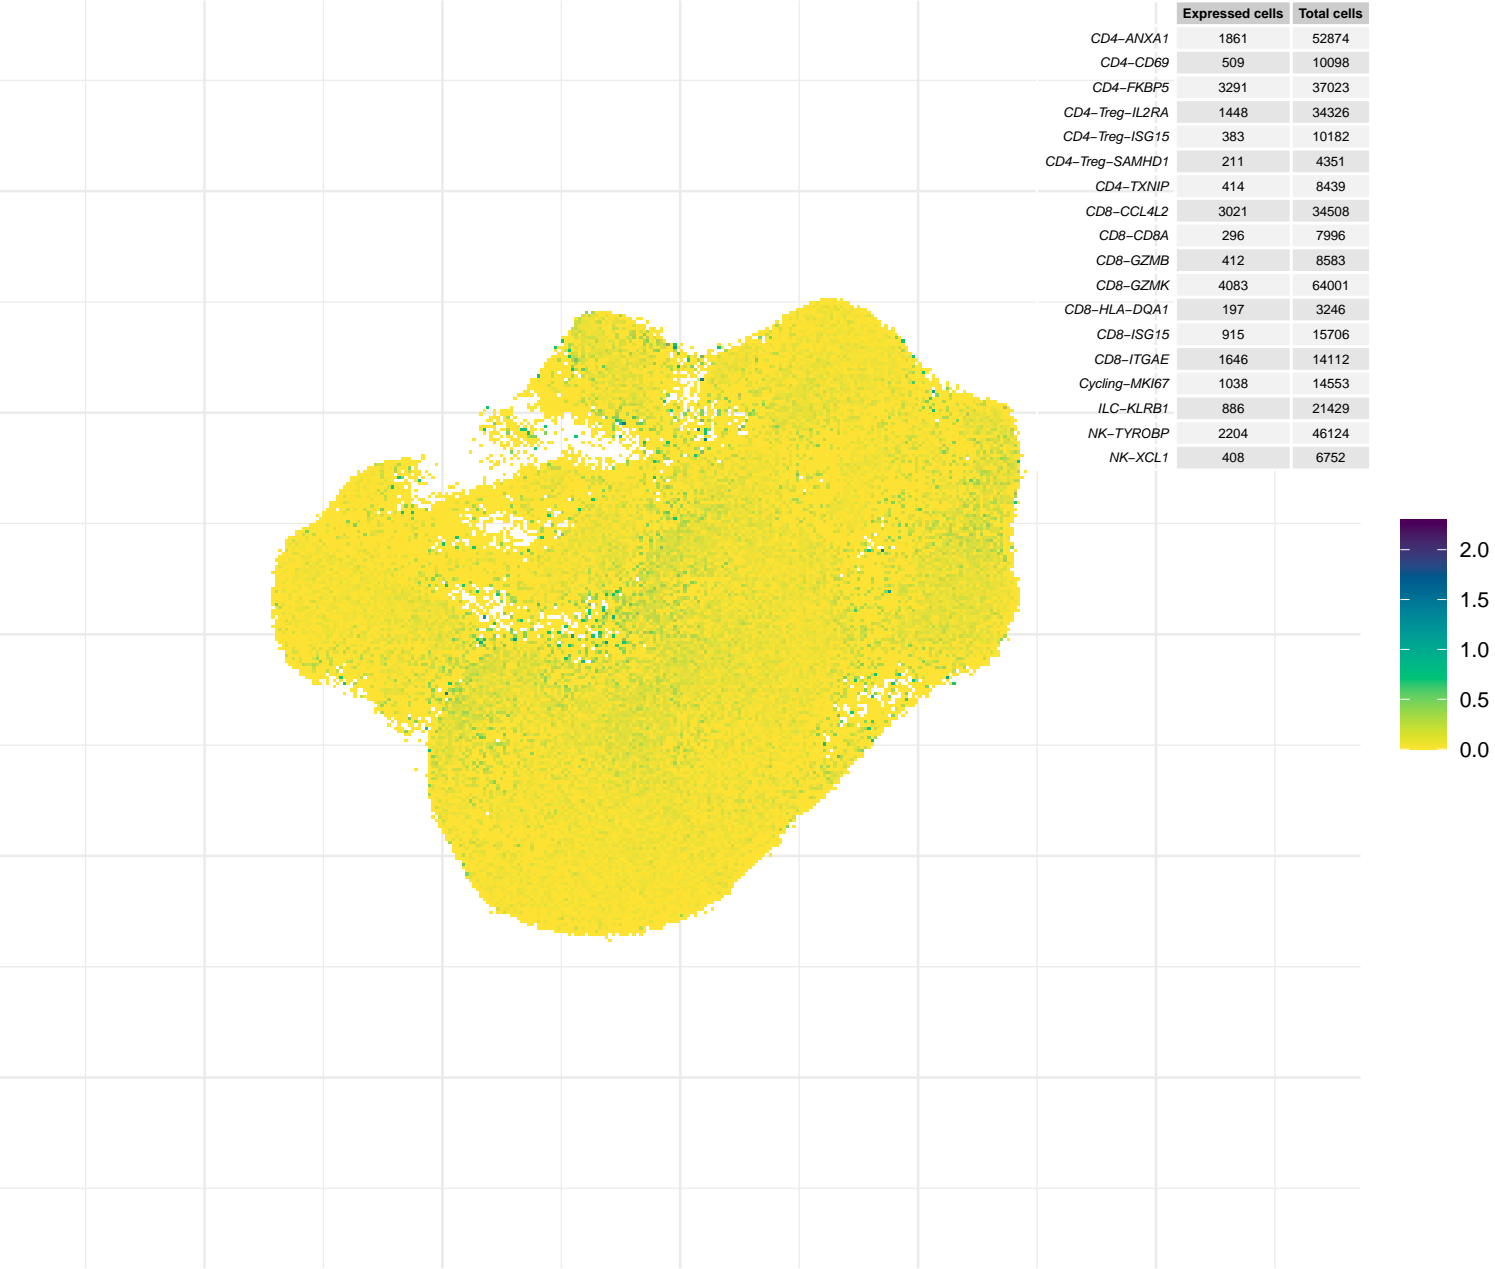 Expressed cells Total cells
CD4−ANXA1 1861 52874
CD4−CD69 509 10098
CD4−FKBP5 3291 37023
CD4−Treg−IL2RA 1448 34326
CD4−Treg−ISG15 383 10182
CD4−Treg−SAMHD1 211 4351
CD4−TXNIP 414 8439
CD8−CCL4L2 3021 34508
CD8−CD8A 296 7996
CD8−GZMB 412 8583
CD8−GZMK 4083 64001
CD8−HLA−DQA1 197 3246
CD8−ISG15 915 15706
CD8−ITGAE 1646 14112
Cycling−MKI67 1038 14553
ILC−KLRB1 886 21429
NK−TYROBP 2204 46124
NK−XCL1 408 6752
2.0
1.5
1.0
0.5
0.0